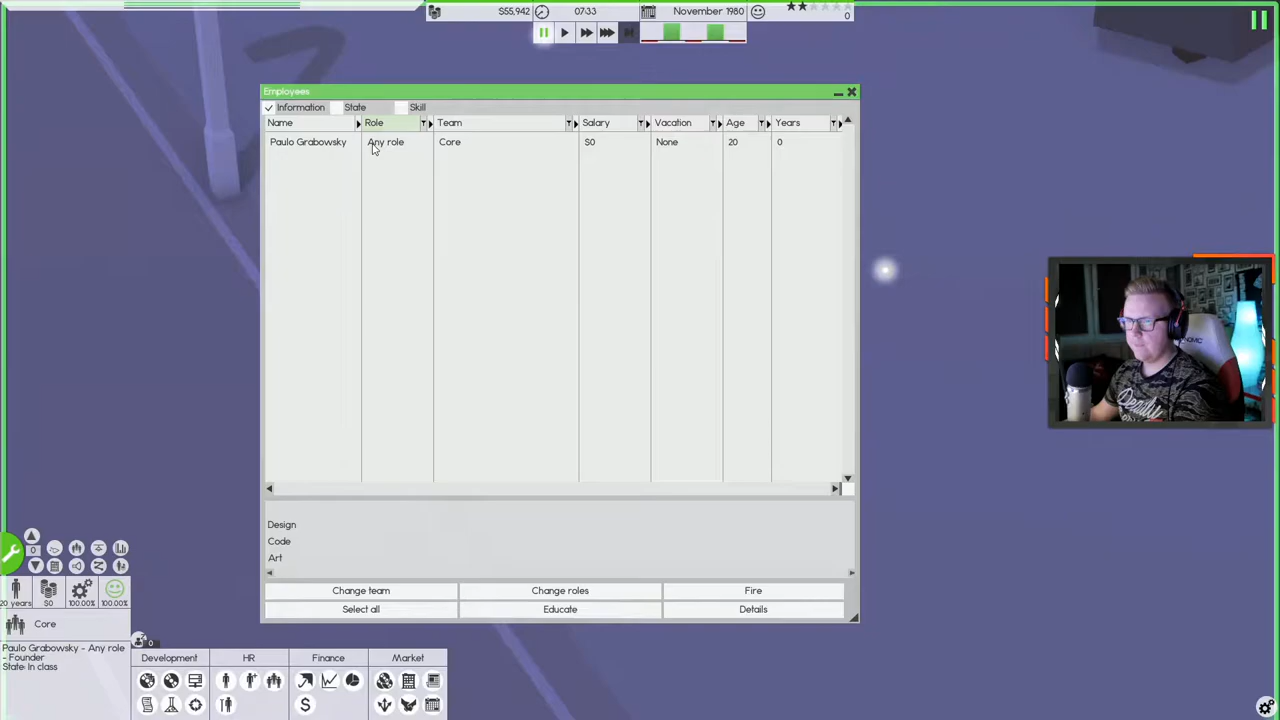 $55,942
07:33
November 1980
0
Employees
Information
State
Skill
Name
Role
Team
Salary
Vacation
Age
Years
Paulo Grabowsky
Any role
Core
$0
None
20
0
Design
Code
Art
Change team
Change roles
Fire
Select all
Educate
Details
0
20 years
$0
100.00%
100.00%
Core
Paulo Grabowsky - Any role
- Founder
State: In class
0
Development
HR
Finance
Market